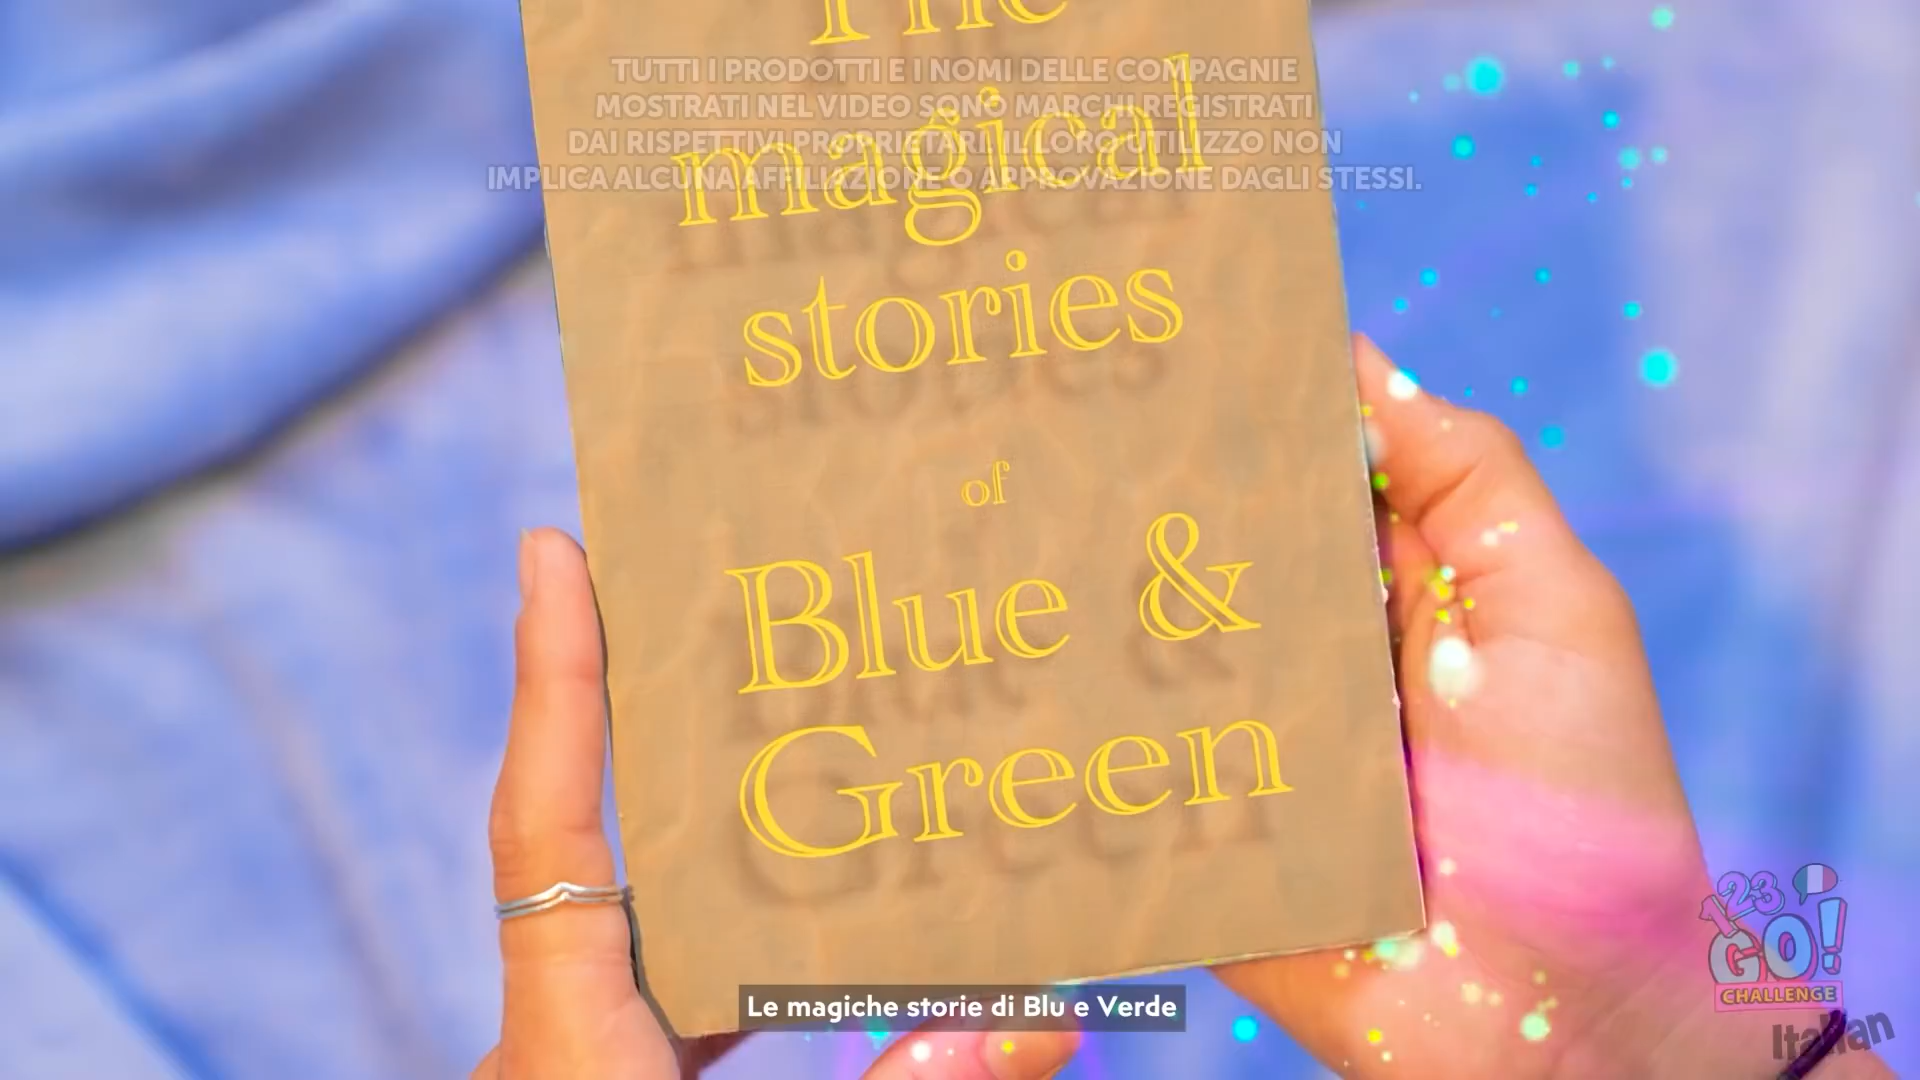 The
TUTTI I PRODOTTI E I NOMI DELLE COMPAGNIE
MOSTRATI NEL VIDEO SONO MARCHI REGISTRATI
DAI RISPETTIVI PROPRIETARI. IL LORO UTILIZZO NON
IMPLICA ALCUNA AFFILIAZIONE O APPROVAZIONE DAGLI STESSI.
magical
stories
of
Blue &
Green
123
GO!
CHALLENGE
Italian
Le magiche storie di Blu e Verde